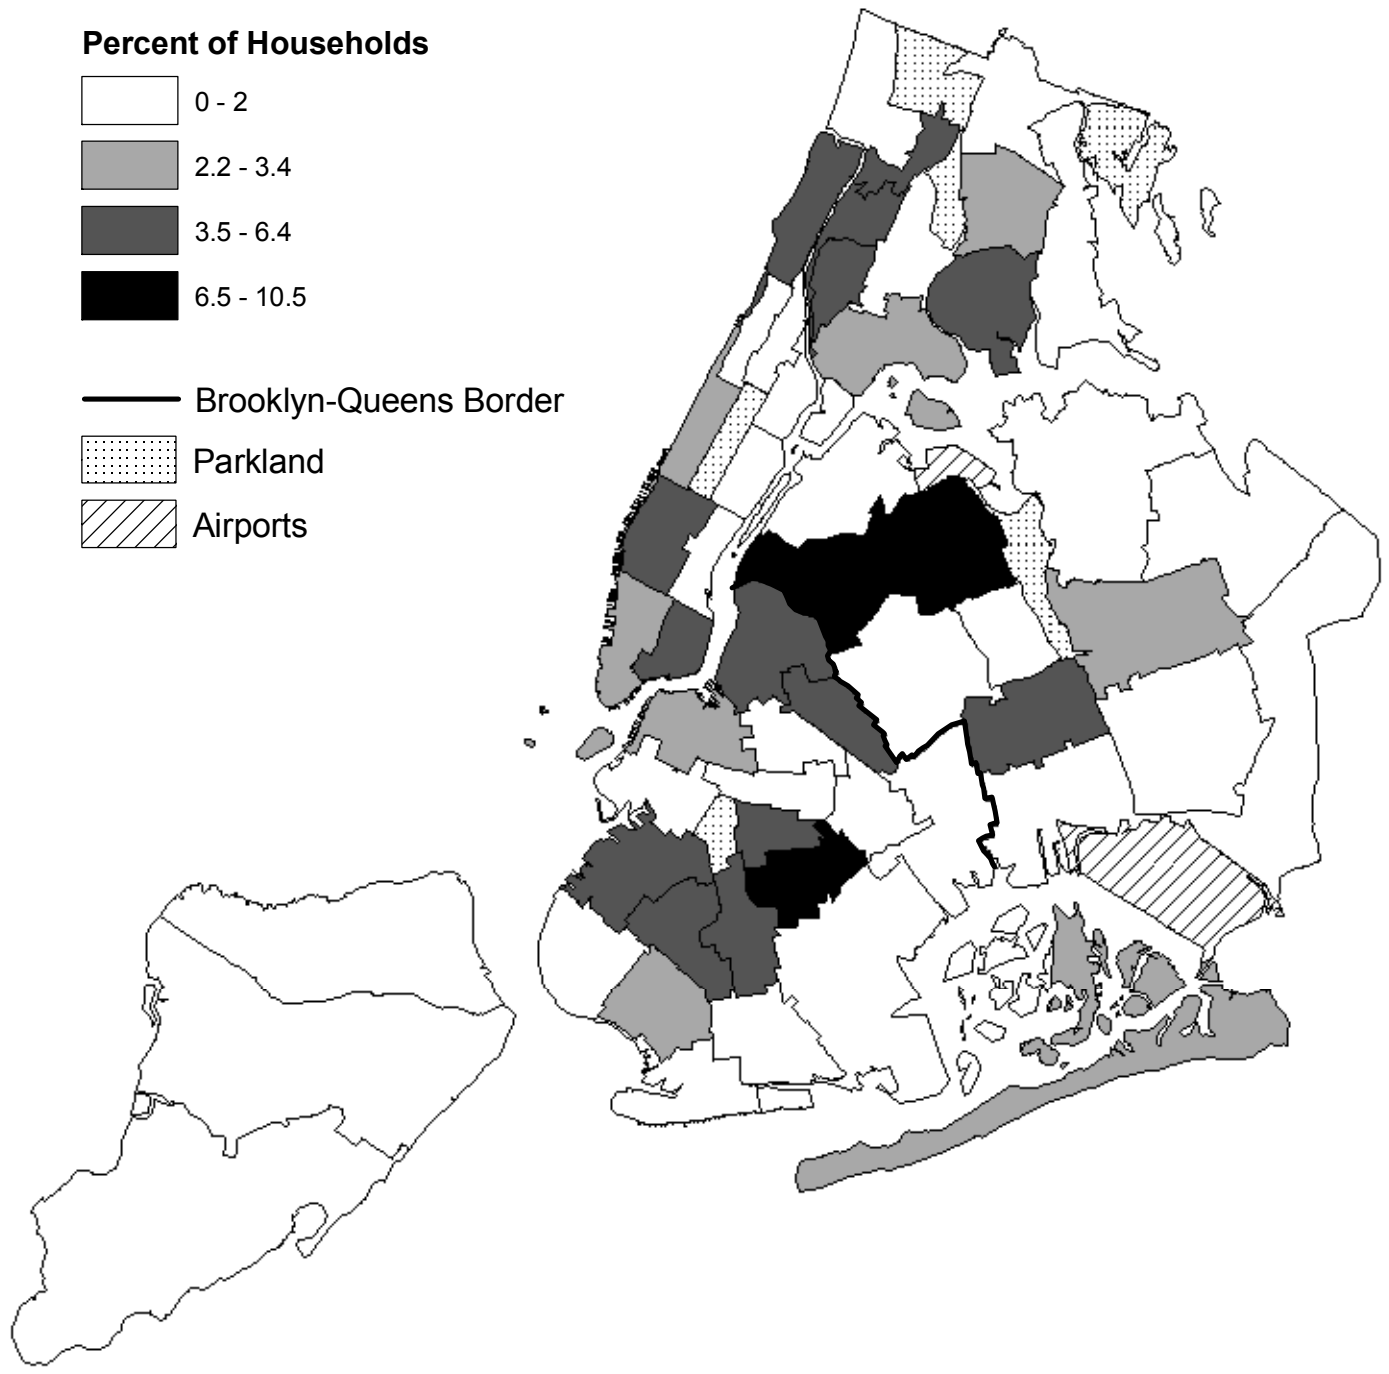 Percent of Households
0 - 2
2.2 - 3.4
3.5 - 6.4
6.5 - 10.5
Brooklyn-Queens Border
Parkland
Airports